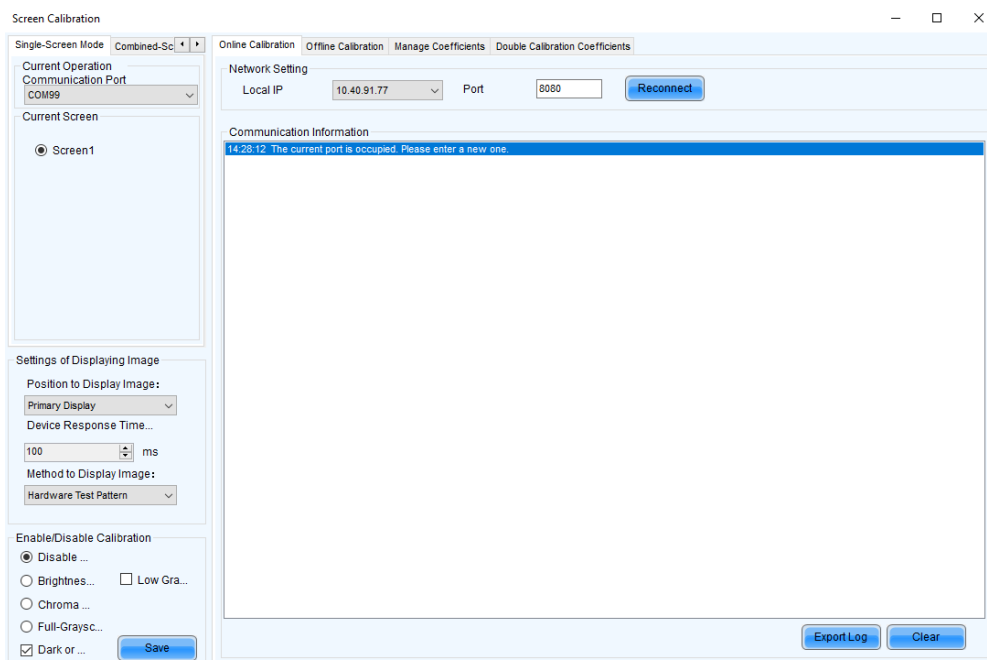 Screen Calibration
Single-Screen Mode
Combined-Sc
Current Operation
Communication Port
COM99
Current Screen
Screen1
Settings of Displaying Image
Position to Display Image:
Primary Display
Device Response Time...
100 ms
Method to Display Image:
Hardware Test Pattern
Enable/Disable Calibration
Disable ...
Brightnes...
Low Gra...
Chroma ...
Full-Graysc...
Dark or ...
Save
Online Calibration
Offline Calibration
Manage Coefficients
Double Calibration Coefficients
Network Setting
Local IP
10.40.91.77
Port
8080
Reconnect
Communication Information
14:28:12 The current port is occupied. Please enter a new one.
Export Log
Clear